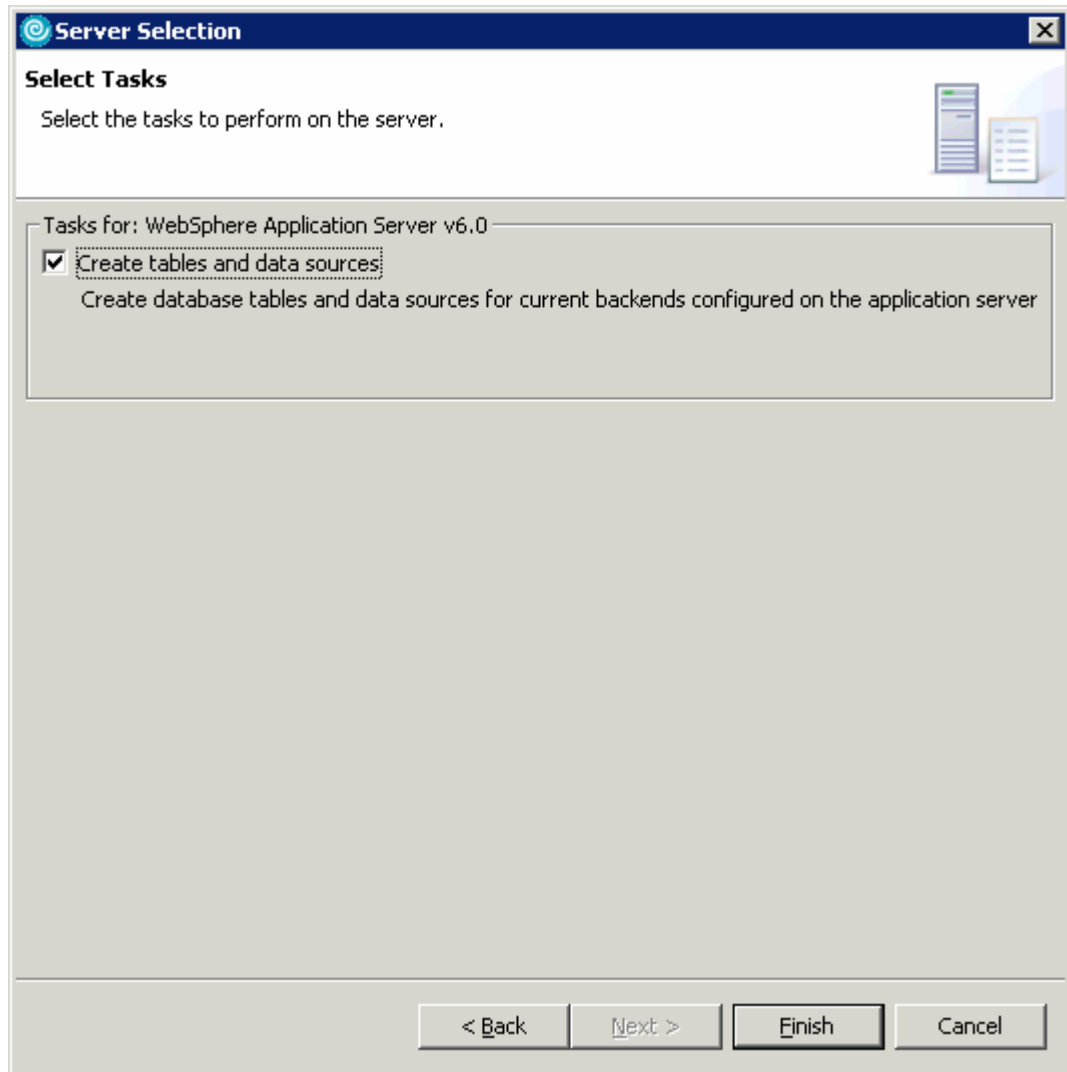 Server Selection
Select Tasks
Select the tasks to perform on the server.
Tasks for: WebSphere Application Server v6.0
Create tables and data sources
Create database tables and data sources for current backends configured on the application server
< Back
Next >
Finish
Cancel